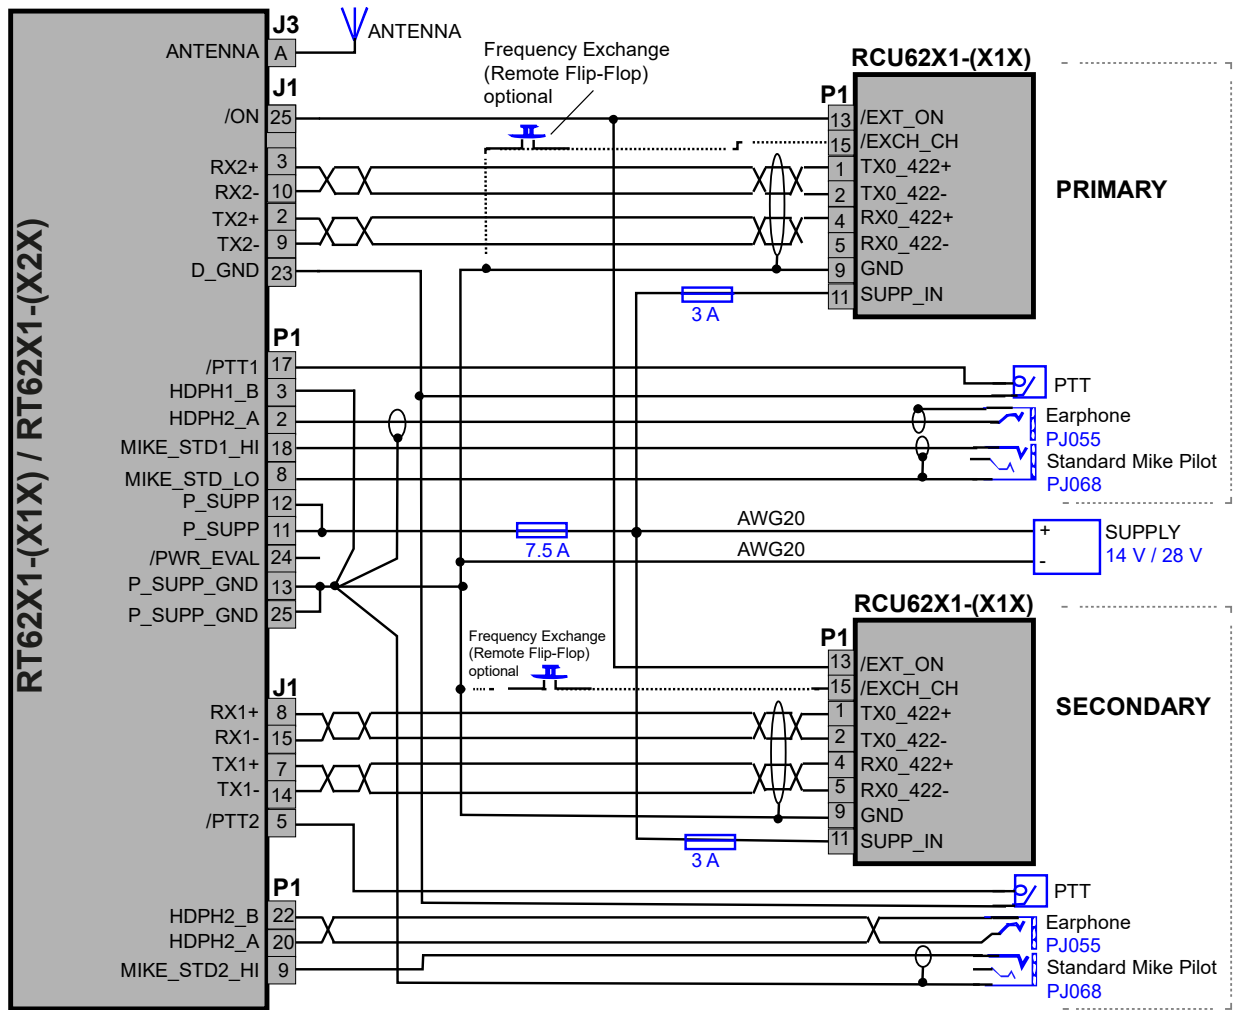 RT62X1-(X1X) / RT62X1-(X2X)
J3
ANTENNA A
ANTENNA
J1
/ON 25
RX2+ 3
RX2- 10
TX2+ 2
TX2- 9
D_GND 23
P1
/PTT1 17
HDPH1_B 3
HDPH2_A 2
MIKE_STD1_HI 18
MIKE_STD_LO 8
P_SUPP 12
P_SUPP 11
/PWR_EVAL 24
P_SUPP_GND 13
P_SUPP_GND 25
J1
RX1+ 8
RX1- 15
TX1+ 7
TX1- 14
/PTT2 5
P1
HDPH2_B 22
HDPH2_A 20
MIKE_STD2_HI 9
Frequency Exchange
(Remote Flip-Flop)
optional
RCU62X1-(X1X)
P1
13 /EXT_ON
15 /EXCH_CH
1 TX0_422+
2 TX0_422-
4 RX0_422+
5 RX0_422-
9 GND
11 SUPP_IN
3 A
PRIMARY
PTT
Earphone
PJ055
Standard Mike Pilot
PJ068
7.5 A
AWG20
AWG20
+
-
SUPPLY
14 V / 28 V
Frequency Exchange
(Remote Flip-Flop)
optional
RCU62X1-(X1X)
P1
13 /EXT_ON
15 /EXCH_CH
1 TX0_422+
2 TX0_422-
4 RX0_422+
5 RX0_422-
9 GND
11 SUPP_IN
3 A
SECONDARY
PTT
Earphone
PJ055
Standard Mike Pilot
PJ068